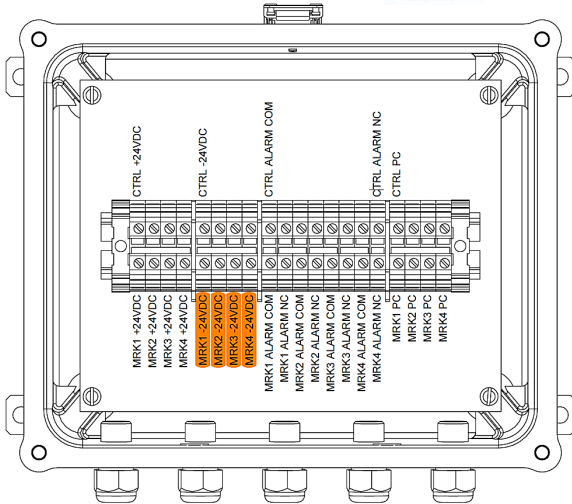 CTRL +24VDC
CTRL -24VDC
CTRL ALARM COM
CTRL ALARM NC
CTRL PC
MRK1 +24VDC
MRK2 +24VDC
MRK3 +24VDC
MRK4 +24VDC
MRK1 -24VDC
MRK2 -24VDC
MRK3 -24VDC
MRK4 -24VDC
MRK1 ALARM COM
MRK1 ALARM NC
MRK2 ALARM COM
MRK2 ALARM NC
MRK3 ALARM COM
MRK3 ALARM NC
MRK4 ALARM COM
MRK4 ALARM NC
MRK1 PC
MRK2 PC
MRK3 PC
MRK4 PC